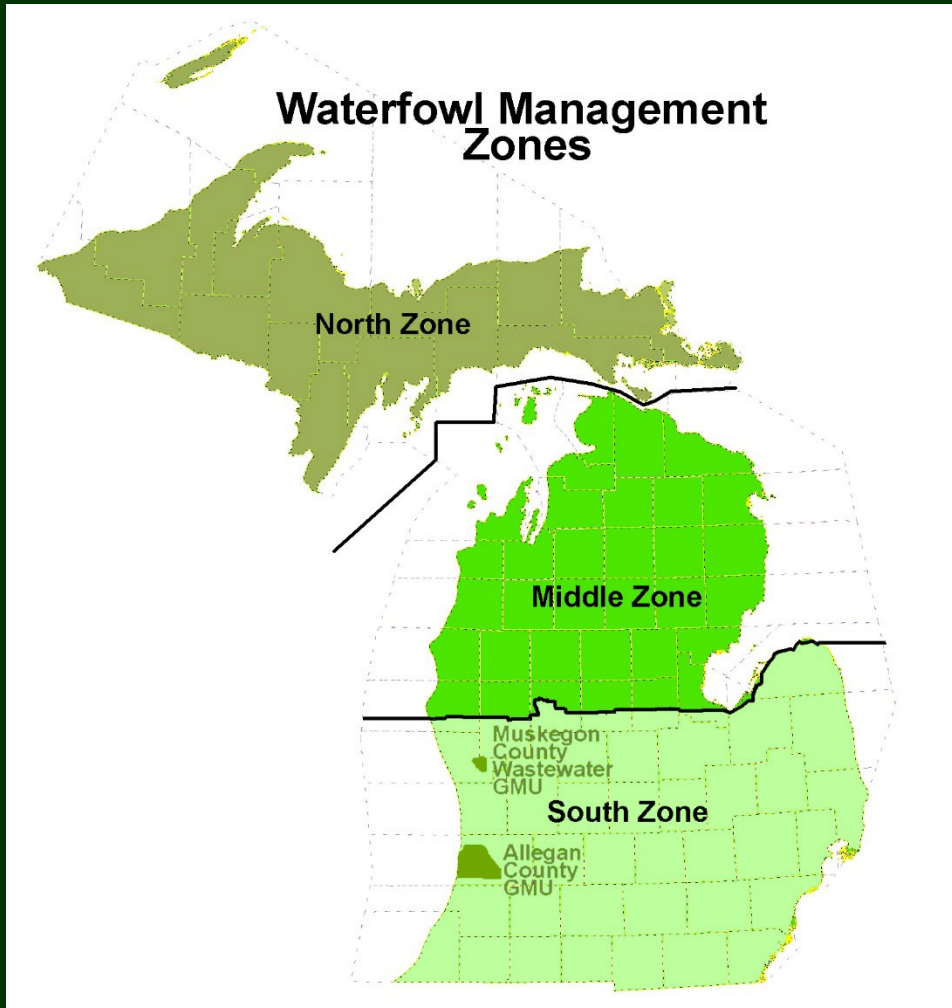 Waterfowl Management
Zones
North Zone
Middle Zone
Muskegon
County
Wastewater
GMU
South Zone
Allegan
County
GMU